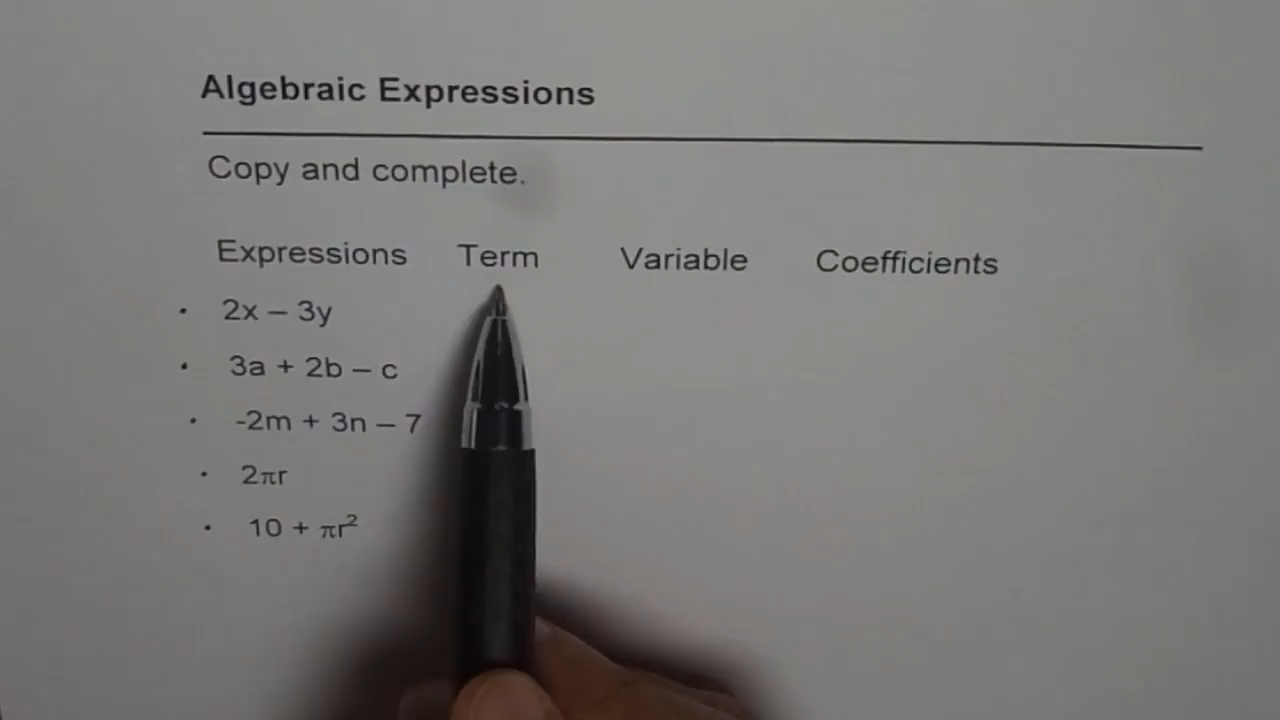 Algebraic Expressions
Copy and complete.
Expressions Term Variable Coefficients
• 2x – 3y
• 3a + 2b – c
• -2m + 3n – 7
• 2πr
• 10 + πr²